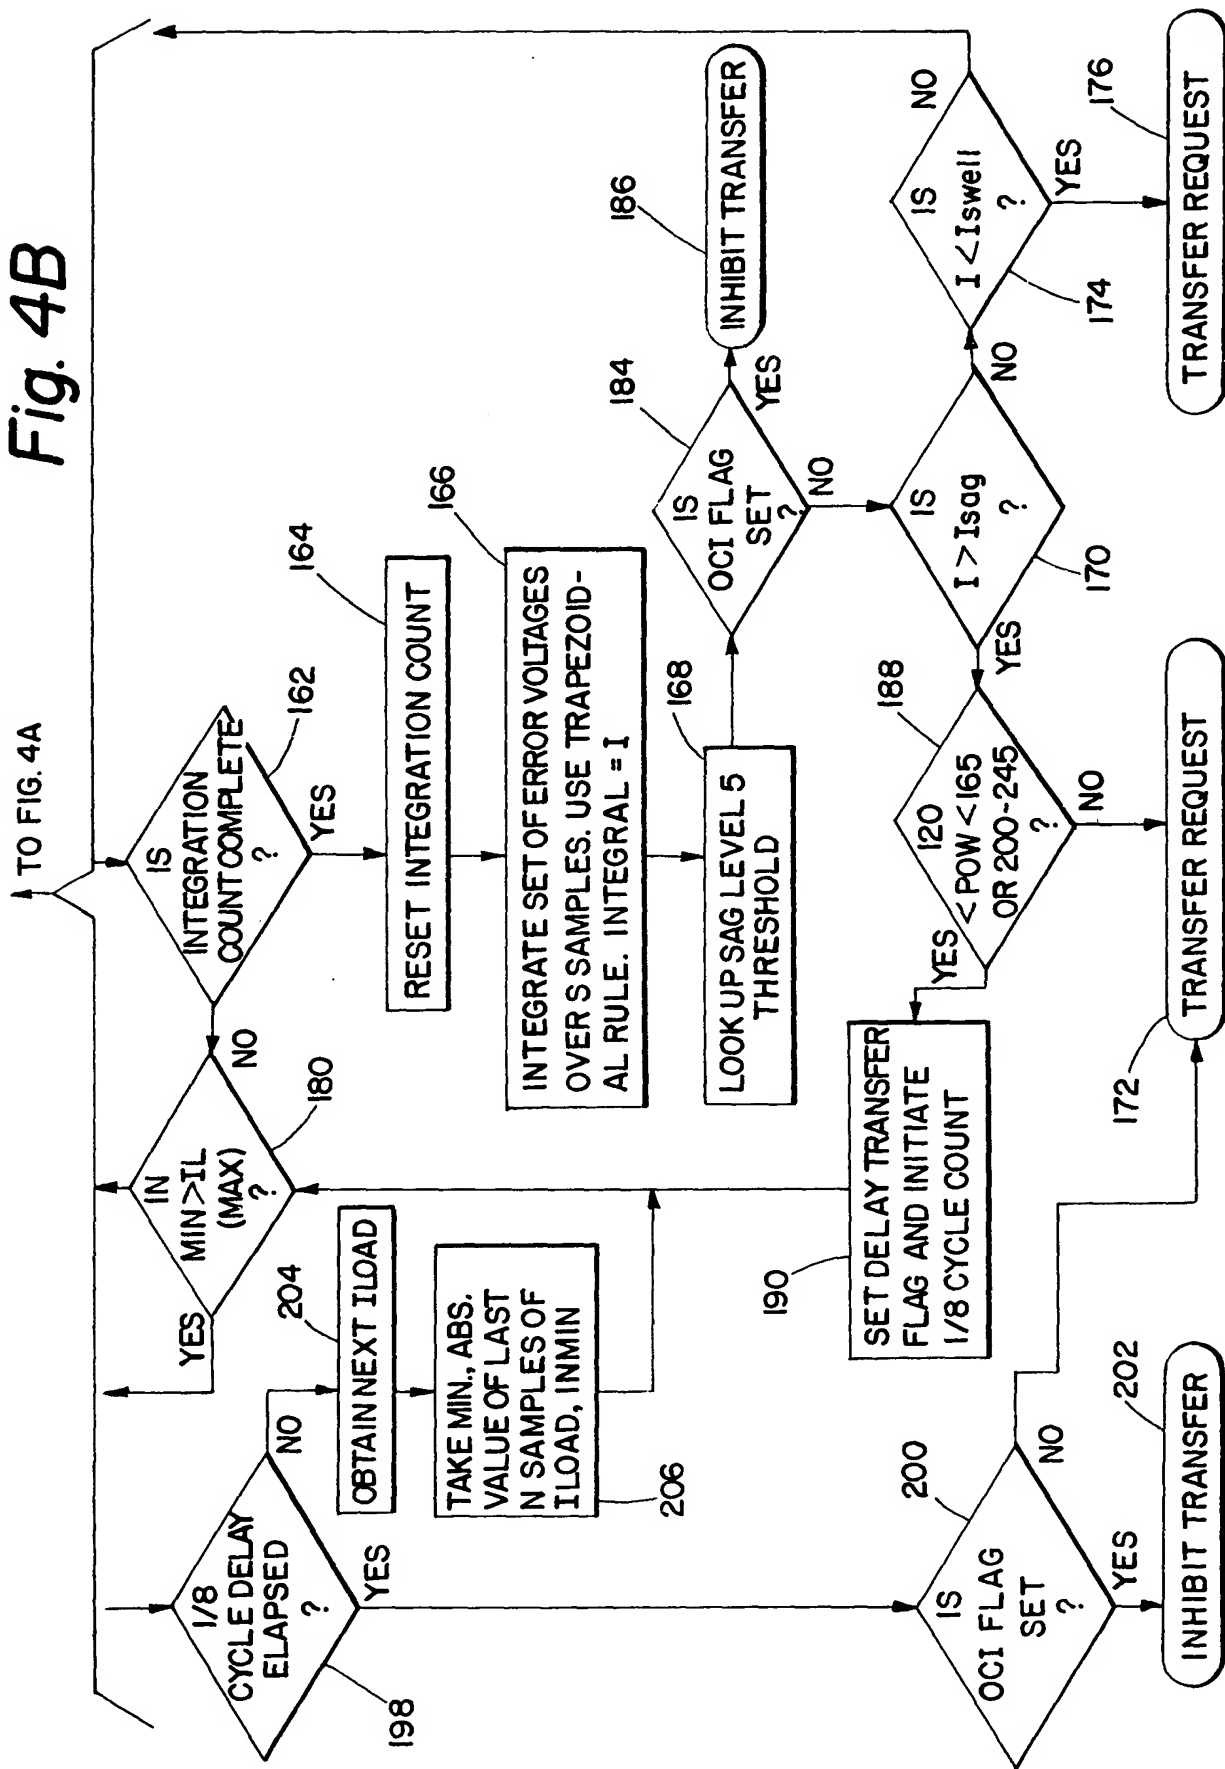 Fig. 4B
TO FIG. 4A
1/8
CYCLE DELAY
ELAPSED
?
198
NO
YES
204
OBTAIN NEXT ILOAD
TAKE MIN., ABS.
VALUE OF LAST
N SAMPLES OF
ILOAD, INMIN
206
IN
MIN >IL
(MAX)
?
180
YES
NO
IS
INTEGRATION
COUNT COMPLETE
?
162
YES
164
RESET INTEGRATION COUNT
166
INTEGRATE SET OF ERROR VOLTAGES
OVER S SAMPLES. USE TRAPEZOID-
AL RULE. INTEGRAL = I
168
LOOK UP SAG LEVEL 5
THRESHOLD
184
IS
OCI FLAG
SET
?
YES
NO
186
INHIBIT TRANSFER
IS
I > Isag
?
170
YES
NO
IS
I < Iswell
?
174
NO
YES
176
TRANSFER REQUEST
188
120
<POW <165
OR 200-245
?
YES
NO
190
SET DELAY TRANSFER
FLAG AND INITIATE
1/8 CYCLE COUNT
172
TRANSFER REQUEST
200
IS
OCI FLAG
SET
?
NO
YES
202
INHIBIT TRANSFER